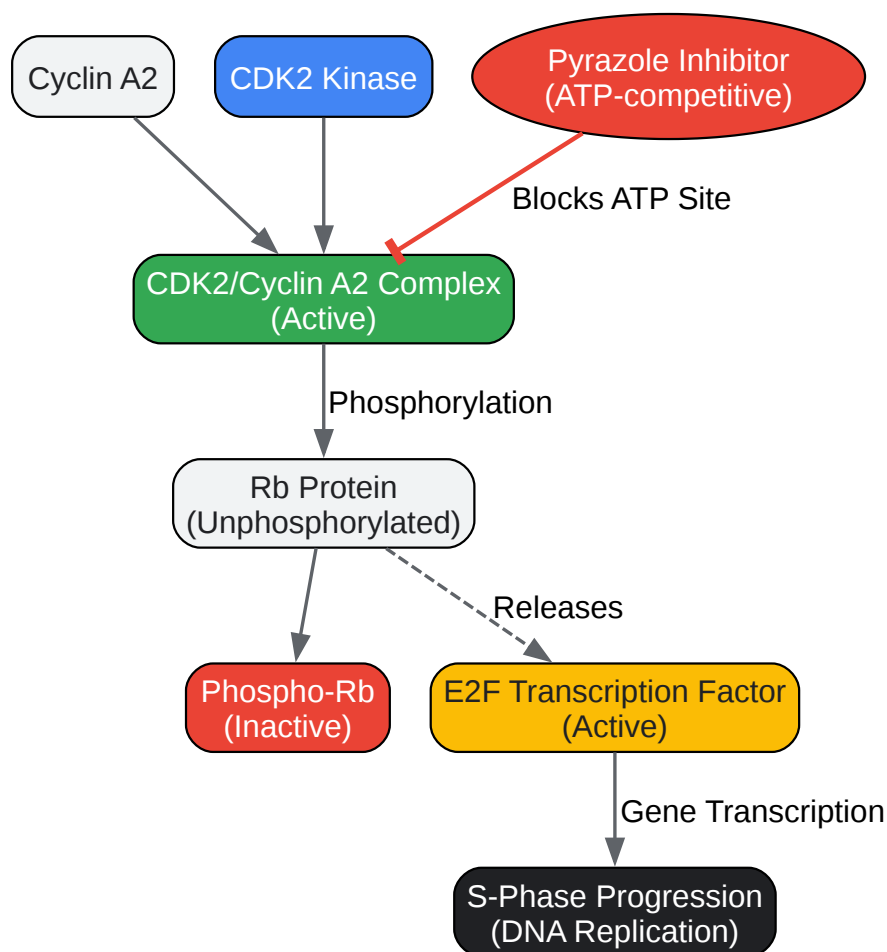 Cyclin A2
CDK2 Kinase
Pyrazole Inhibitor
(ATP-competitive)
Blocks ATP Site
CDK2/Cyclin A2 Complex
(Active)
Phosphorylation
Rb Protein
(Unphosphorylated)
Releases
Phospho-Rb
(Inactive)
E2F Transcription Factor
(Active)
Gene Transcription
S-Phase Progression
(DNA Replication)